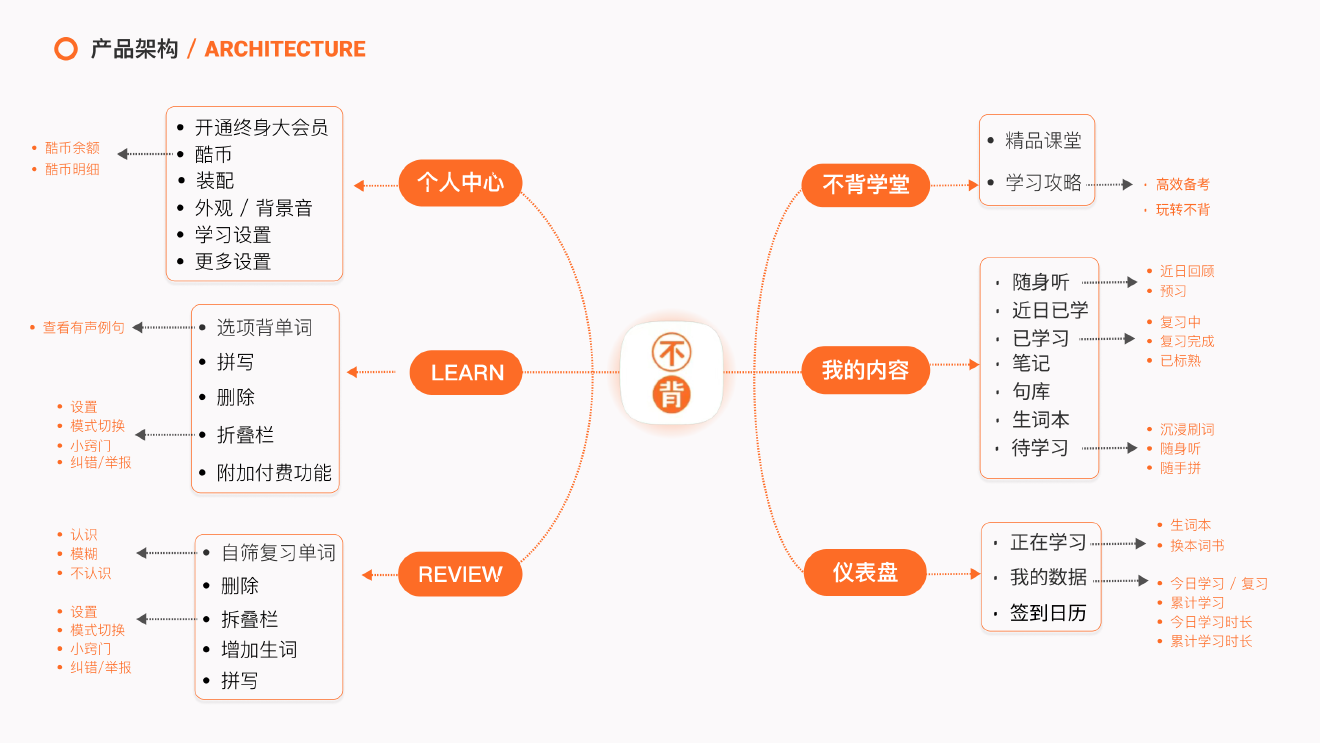 产品架构 / ARCHITECTURE
开通终身大会员
酷币
装配
外观 / 背景音
学习设置
更多设置
酷币余额
酷币明细
个人中心
选项背单词
拼写
删除
折叠栏
附加付费功能
查看有声例句
设置
模式切换
小窍门
纠错/举报
LEARN
自筛复习单词
删除
拆叠栏
增加生词
拼写
认识
模糊
不认识
设置
模式切换
小窍门
纠错/举报
REVIEW
不
背
不背学堂
精品课堂
学习攻略
高效备考
玩转不背
我的内容
随身听
近日已学
已学习
笔记
句库
生词本
待学习
近日回顾
预习
复习中
复习完成
已标熟
沉浸刷词
随身听
随手拼
仪表盘
正在学习
我的数据
签到日历
生词本
换本词书
今日学习 / 复习
累计学习
今日学习时长
累计学习时长